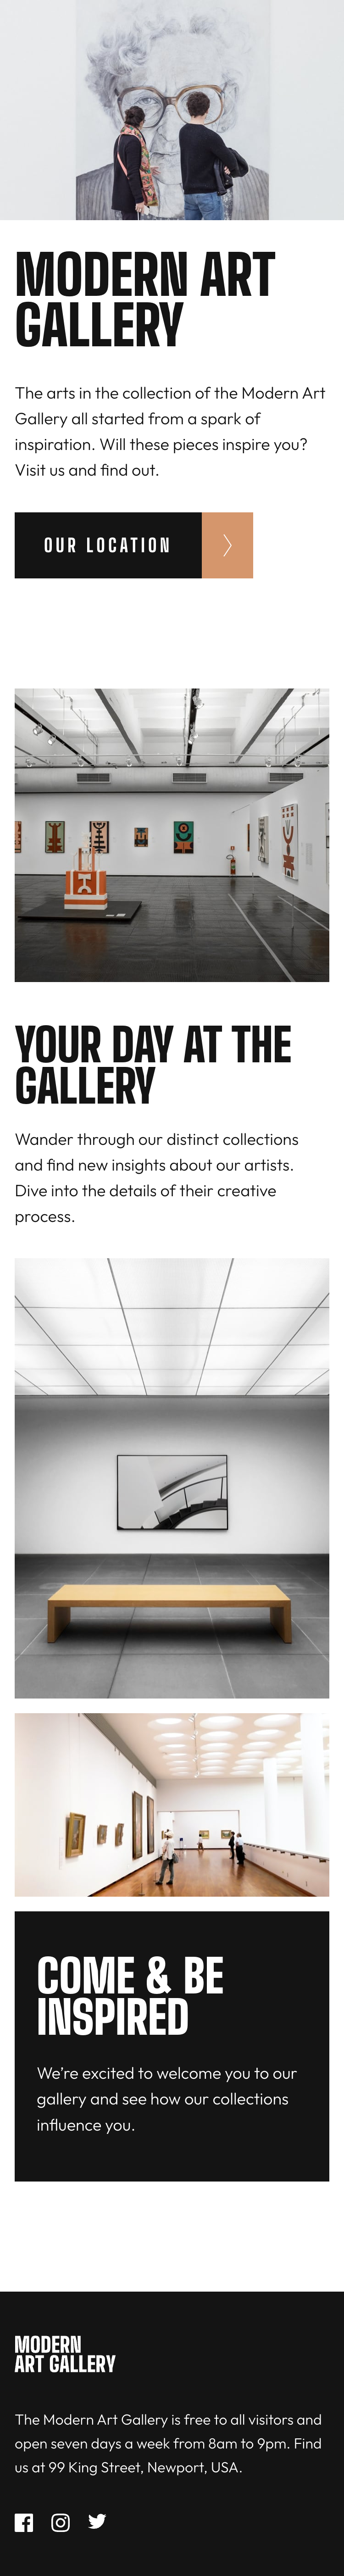 MODERN ART
GALLERY
The arts in the collection of the Modern Art
Gallery all started from a spark of
inspiration. Will these pieces inspire you?
Visit us and find out.
OUR LOCATION
YOUR DAY AT THE
GALLERY
Wander through our distinct collections
and find new insights about our artists.
Dive into the details of their creative
process.
COME & BE
INSPIRED
We’re excited to welcome you to our
gallery and see how our collections
influence you.
MODERN
ART GALLERY
The Modern Art Gallery is free to all visitors and
open seven days a week from 8am to 9pm. Find
us at 99 King Street, Newport, USA.